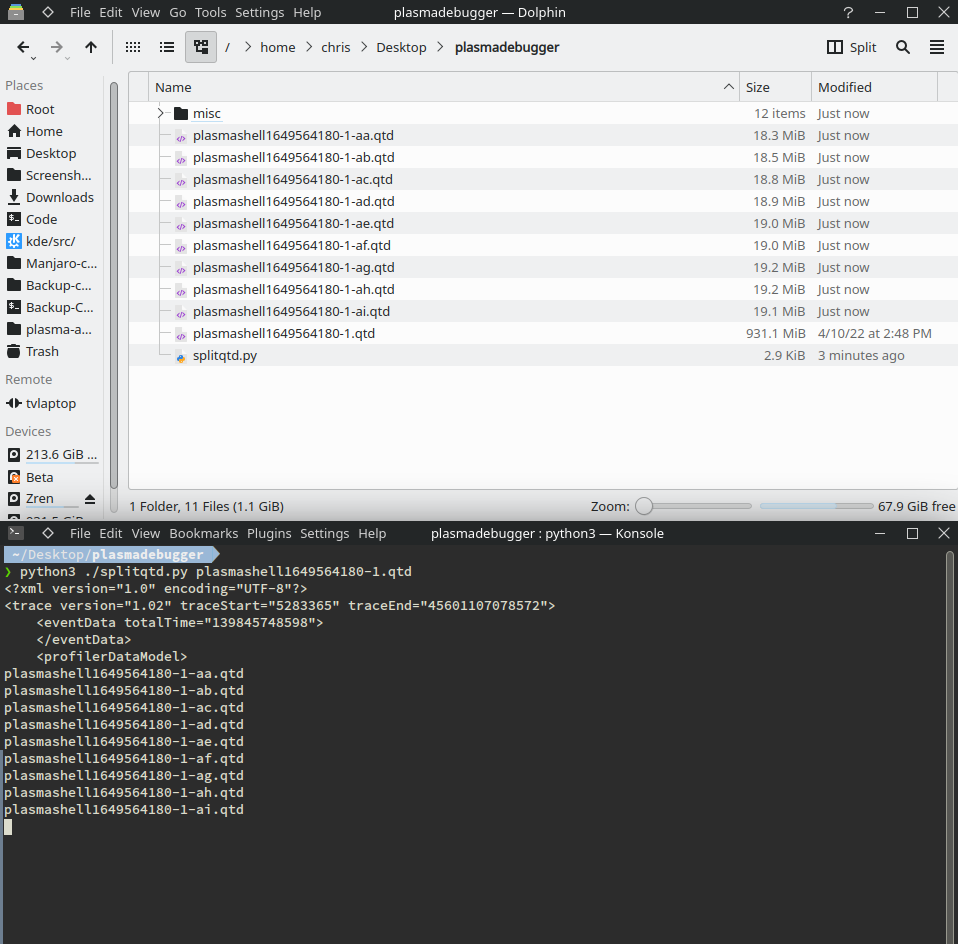 File Edit View Go Tools Settings Help plasmadebugger — Dolphin ?
/ > home > chris > Desktop > plasmadebugger Split
Places
Root
Home
Desktop
Screensh...
Downloads
Code
kde/src/
Manjaro-c...
Backup-c...
Backup-C...
plasma-a...
Trash
Remote
tvlaptop
Devices
213.6 GiB ...
Beta
Zren
Name Size Modified
misc 12 items Just now
plasmashell1649564180-1-aa.qtd 18.3 MiB Just now
plasmashell1649564180-1-ab.qtd 18.5 MiB Just now
plasmashell1649564180-1-ac.qtd 18.8 MiB Just now
plasmashell1649564180-1-ad.qtd 18.9 MiB Just now
plasmashell1649564180-1-ae.qtd 19.0 MiB Just now
plasmashell1649564180-1-af.qtd 19.0 MiB Just now
plasmashell1649564180-1-ag.qtd 19.2 MiB Just now
plasmashell1649564180-1-ah.qtd 19.2 MiB Just now
plasmashell1649564180-1-ai.qtd 19.1 MiB Just now
plasmashell1649564180-1.qtd 931.1 MiB 4/10/22 at 2:48 PM
splitqtd.py 2.9 KiB 3 minutes ago
1 Folder, 11 Files (1.1 GiB) Zoom: 67.9 GiB free
File Edit View Bookmarks Plugins Settings Help plasmadebugger : python3 — Konsole
~/Desktop/plasmadebugger
❯ python3 ./splitqtd.py plasmashell1649564180-1.qtd
<?xml version="1.0" encoding="UTF-8"?>
<trace version="1.02" traceStart="5283365" traceEnd="45601107078572">
    <eventData totalTime="139845748598">
    </eventData>
    <profilerDataModel>
plasmashell1649564180-1-aa.qtd
plasmashell1649564180-1-ab.qtd
plasmashell1649564180-1-ac.qtd
plasmashell1649564180-1-ad.qtd
plasmashell1649564180-1-ae.qtd
plasmashell1649564180-1-af.qtd
plasmashell1649564180-1-ag.qtd
plasmashell1649564180-1-ah.qtd
plasmashell1649564180-1-ai.qtd